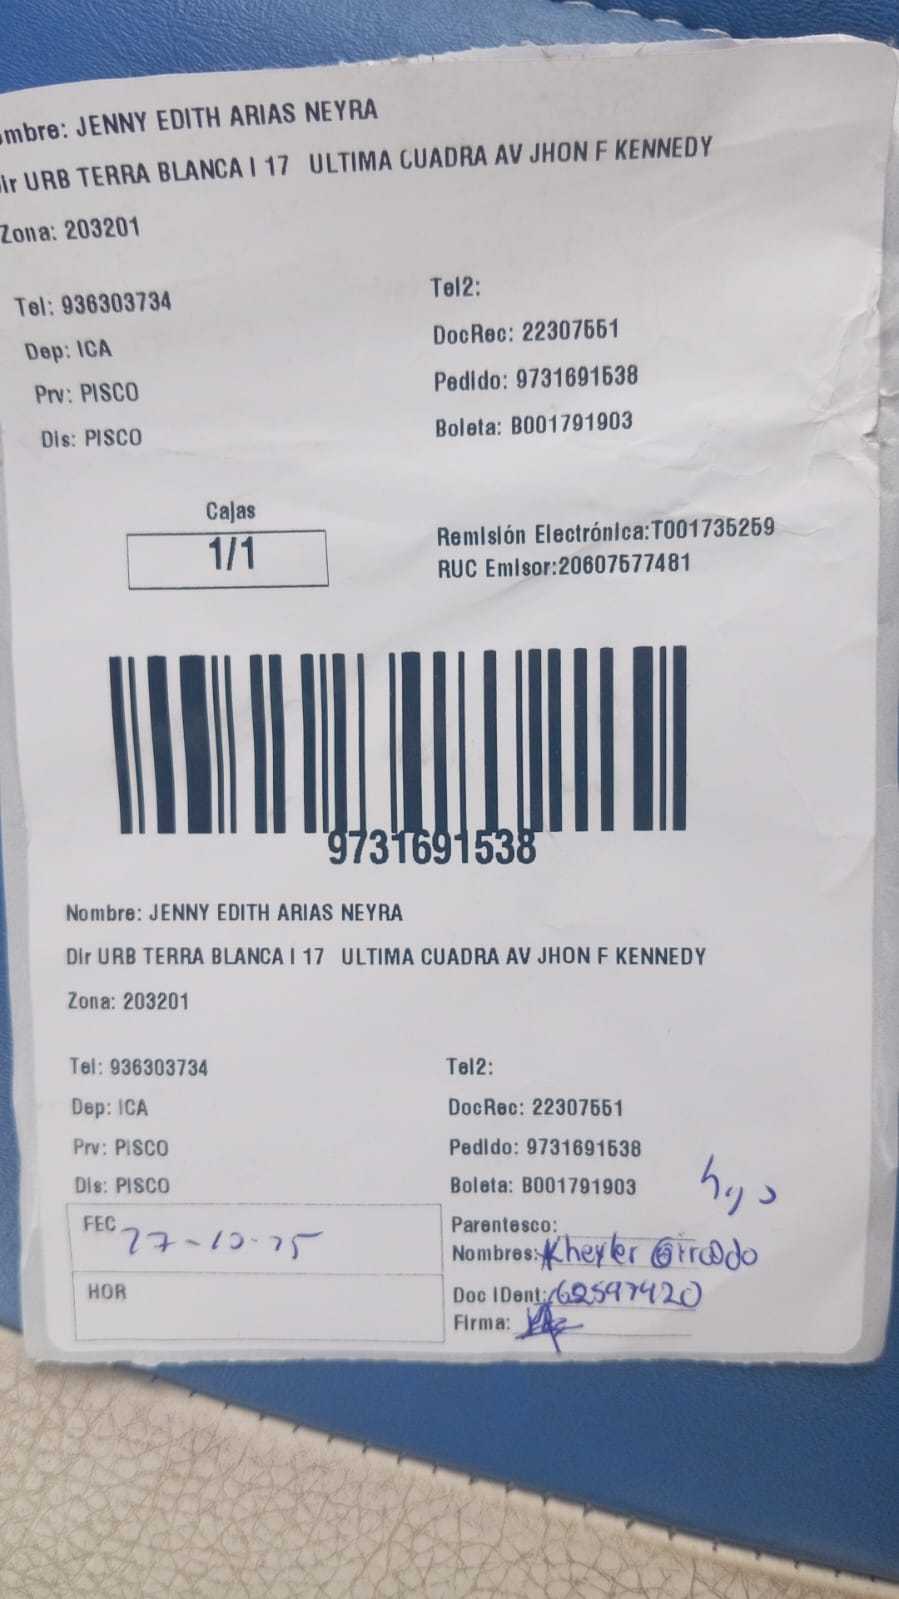 ombre: JENNY EDITH ARIAS NEYRA
Dir URB TERRA BLANCA I 17 ULTIMA CUADRA AV JHON F KENNEDY
Zona: 203201
Tel: 936303734
Tel2:
Dep: ICA
DocRec: 22307551
Prv: PISCO
Pedido: 9731691538
Dis: PISCO
Boleta: B001791903
Cajas
1/1
Remisión Electrónica:T001735259
RUC Emisor:20607577481
9731691538
Nombre: JENNY EDITH ARIAS NEYRA
Dir URB TERRA BLANCA I 17 ULTIMA CUADRA AV JHON F KENNEDY
Zona: 203201
Tel: 936303734
Tel2:
Dep: ICA
DocRec: 22307551
Prv: PISCO
Pedido: 9731691538
Dis: PISCO
Boleta: B001791903
hijo
FEC 27-10-25
Parentesco:
Nombres: Kheyler
HOR
Doc IDent: 62597420
Firma: